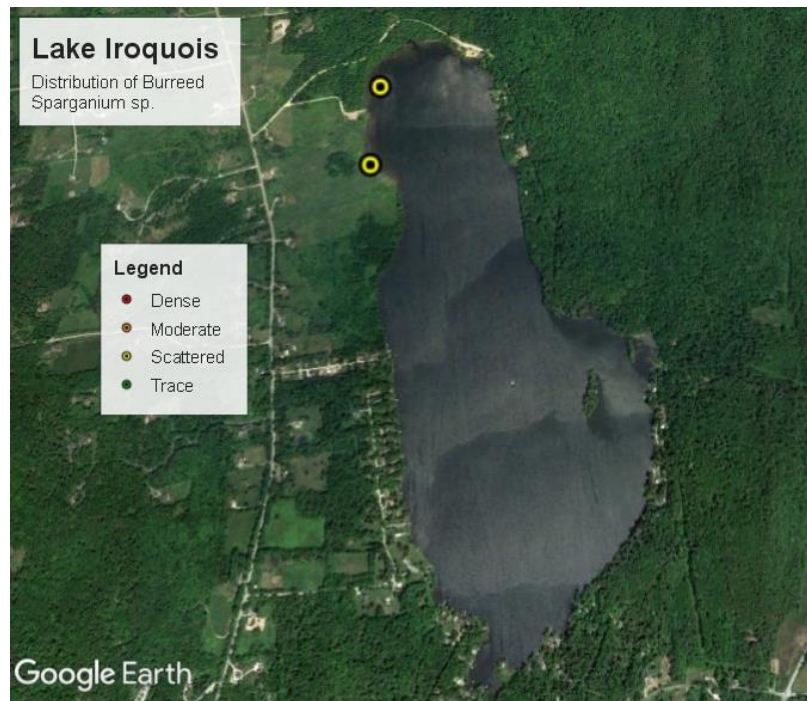 Lake Iroquois
Distribution of Burreed
Sparganium sp.
Legend
Dense
Moderate
Scattered
Trace
Google Earth